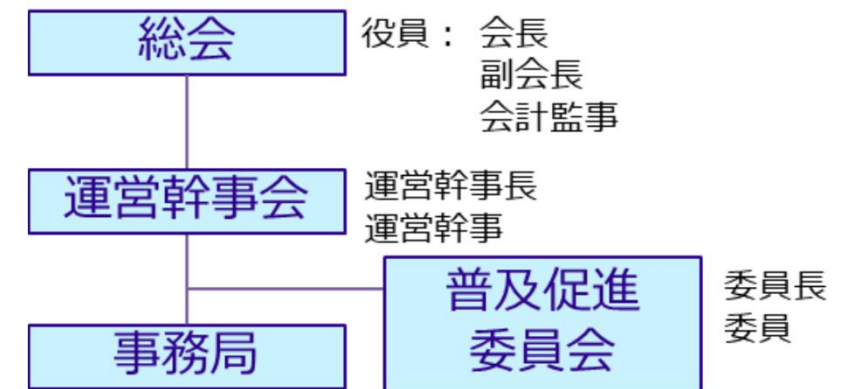 総会
役員： 会長
副会長
会計監事
運営幹事会
運営幹事長
運営幹事
普及促進
委員会
委員長
委員
事務局